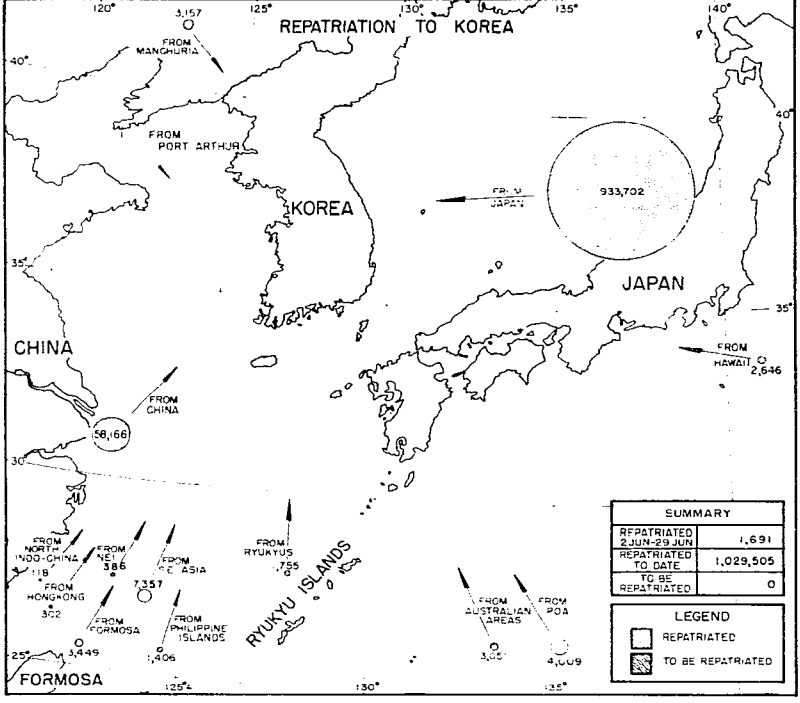 120°
125°
130°
135°
140°
3,157
REPATRIATION TO KOREA
FROM
MANCHURIA
40°
40°
FROM
PORT ARTHUR
933,702
FROM
JAPAN
KOREA
35°
JAPAN
35°
CHINA
FROM
HAWAII
2,646
FROM
CHINA
58,166
30°
SUMMARY
REPATRIATED
2 JUN-29 JUN
1,691
REPATRIATED
TO DATE
1,029,505
TO BE
REPATRIATED
0
FROM
NORTH
INDO-CHINA
118
FROM
NEI
386
FROM
SE ASIA
7,357
FROM
RYUKYUS
FROM
HONGKONG
302
FROM
FORMOSA
3,449
FROM
PHILIPPINE
ISLANDS
1,406
RYUKYU ISLANDS
FROM
AUSTRALIAN
AREAS
3,051
FROM
POA
4,009
LEGEND
REPATRIATED
TO BE REPATRIATED
25°
FORMOSA
125°
130°
135°